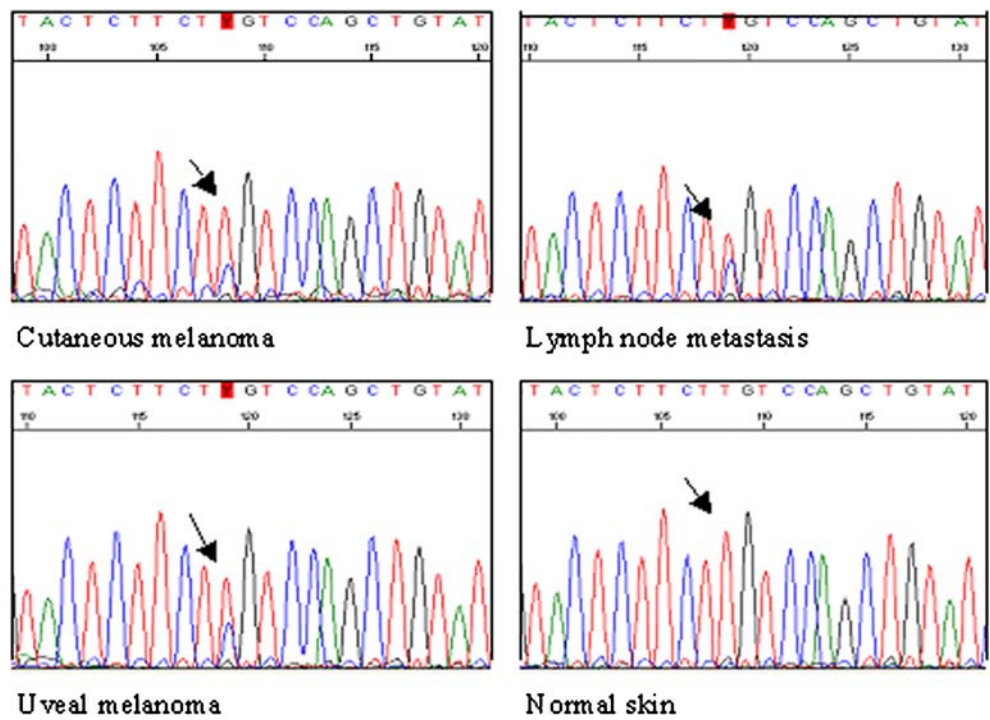 T A C T C T T C T Y G T C C A G C T G T A T
100 105 110 115 120
Cutaneous melanoma
T A C T C T T C T Y G T C C A G C T G T A T
110 115 120 125 130
Lymph node metastasis
T A C T C T T C T Y G T C C A G C T G T A T
110 115 120 125 130
Uveal melanoma
T A C T C T T C T T G T C C A G C T G T A T
100 105 110 115 120
Normal skin